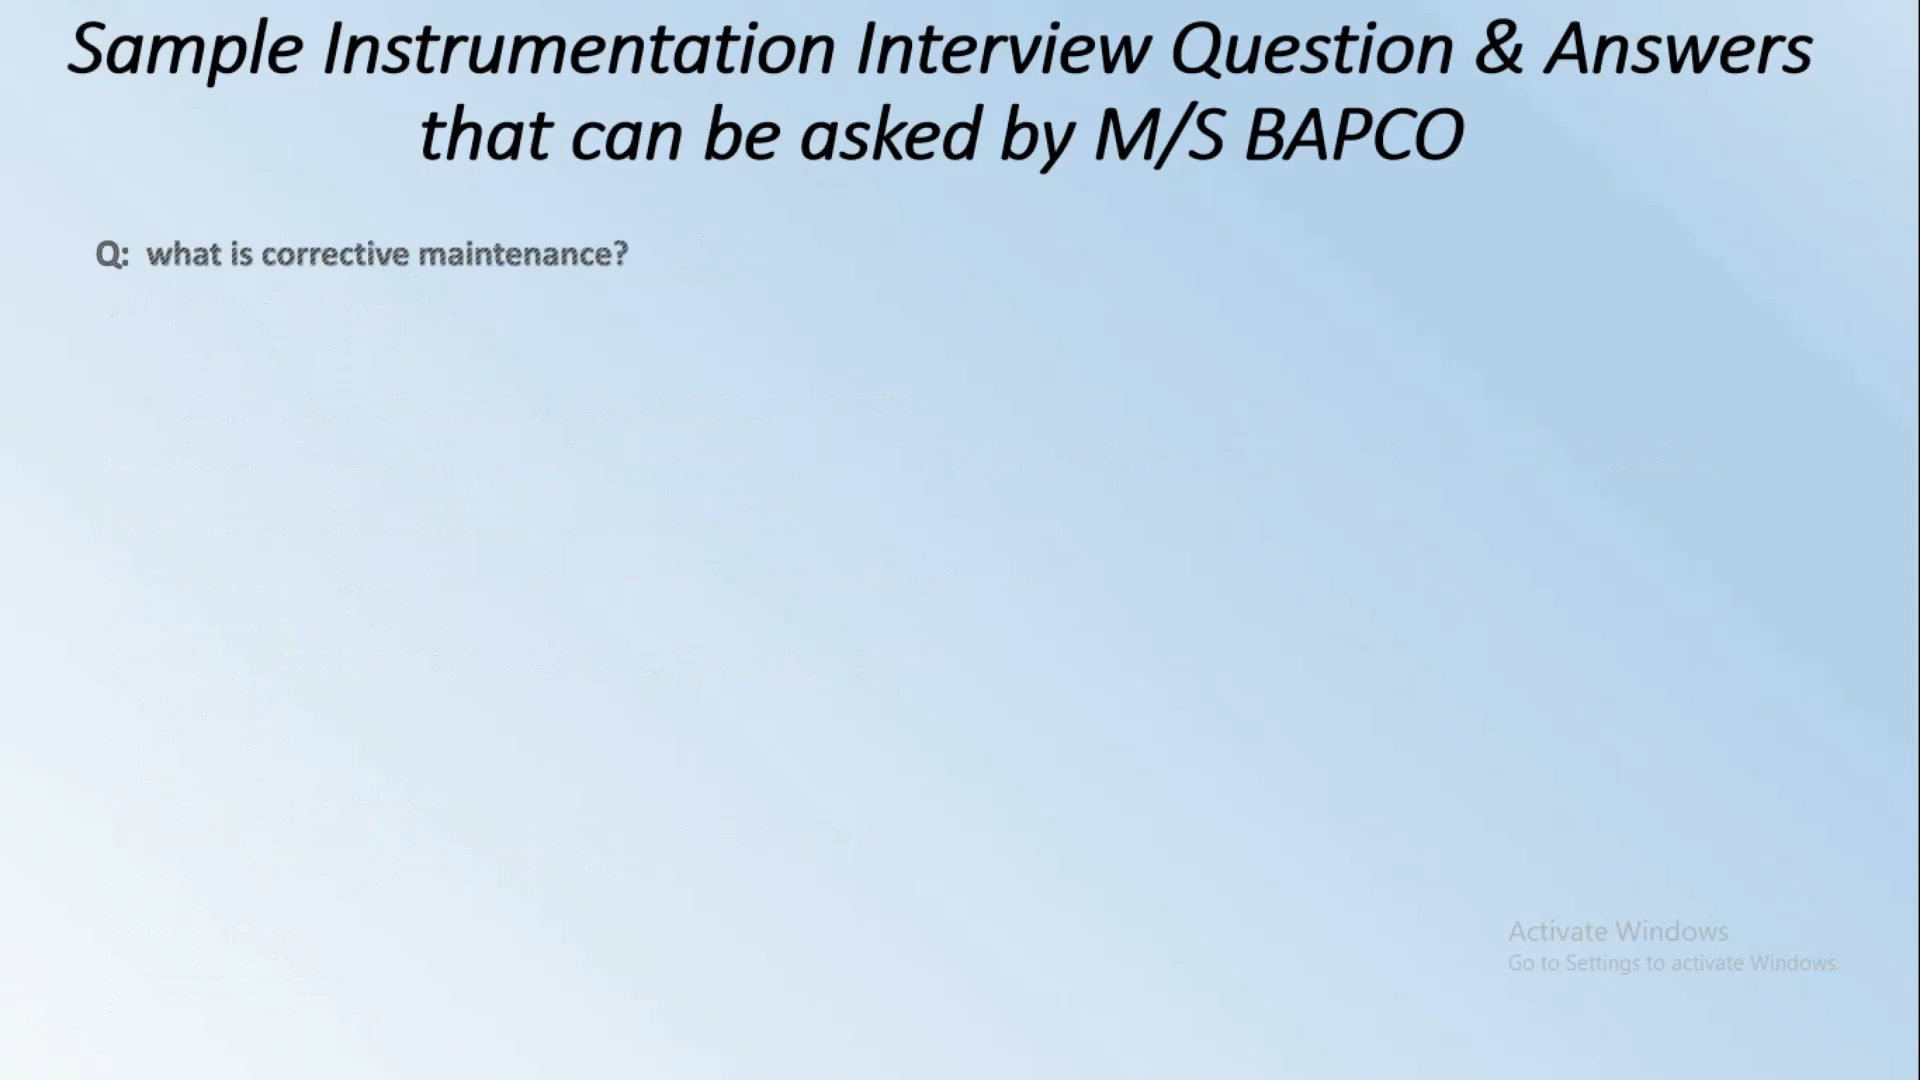 Sample Instrumentation Interview Question & Answers
that can be asked by M/S BAPCO
Q: what is corrective maintenance?
Activate Windows
Go to Settings to activate Windows.